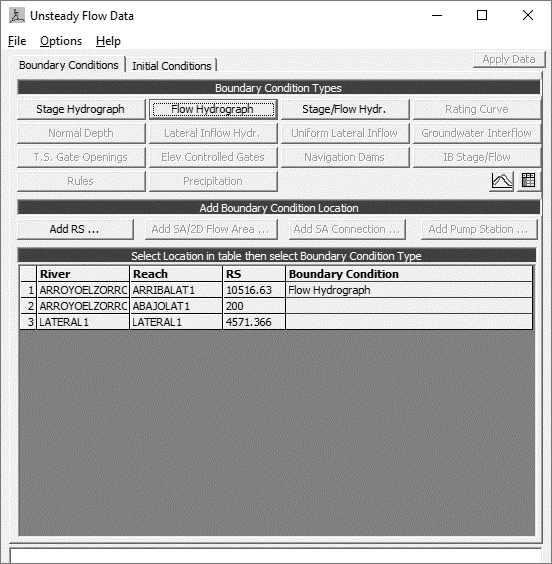 Unsteady Flow Data
File Options Help
Boundary Conditions Initial Conditions Apply Data
Boundary Condition Types
Stage Hydrograph Flow Hydrograph Stage/Flow Hydr. Rating Curve
Normal Depth Lateral Inflow Hydr. Uniform Lateral Inflow Groundwater Interflow
T.S. Gate Openings Elev Controlled Gates Navigation Dams IB Stage/Flow
Rules Precipitation
Add Boundary Condition Location
Add RS ... Add SA/2D Flow Area ... Add SA Connection ... Add Pump Station ...
Select Location in table then select Boundary Condition Type
River Reach RS Boundary Condition
1 ARROYOELZORRO ARRIBALAT1 10516.63 Flow Hydrograph
2 ARROYOELZORRO ABAJOLAT1 200
3 LATERAL1 LATERAL1 4571.366